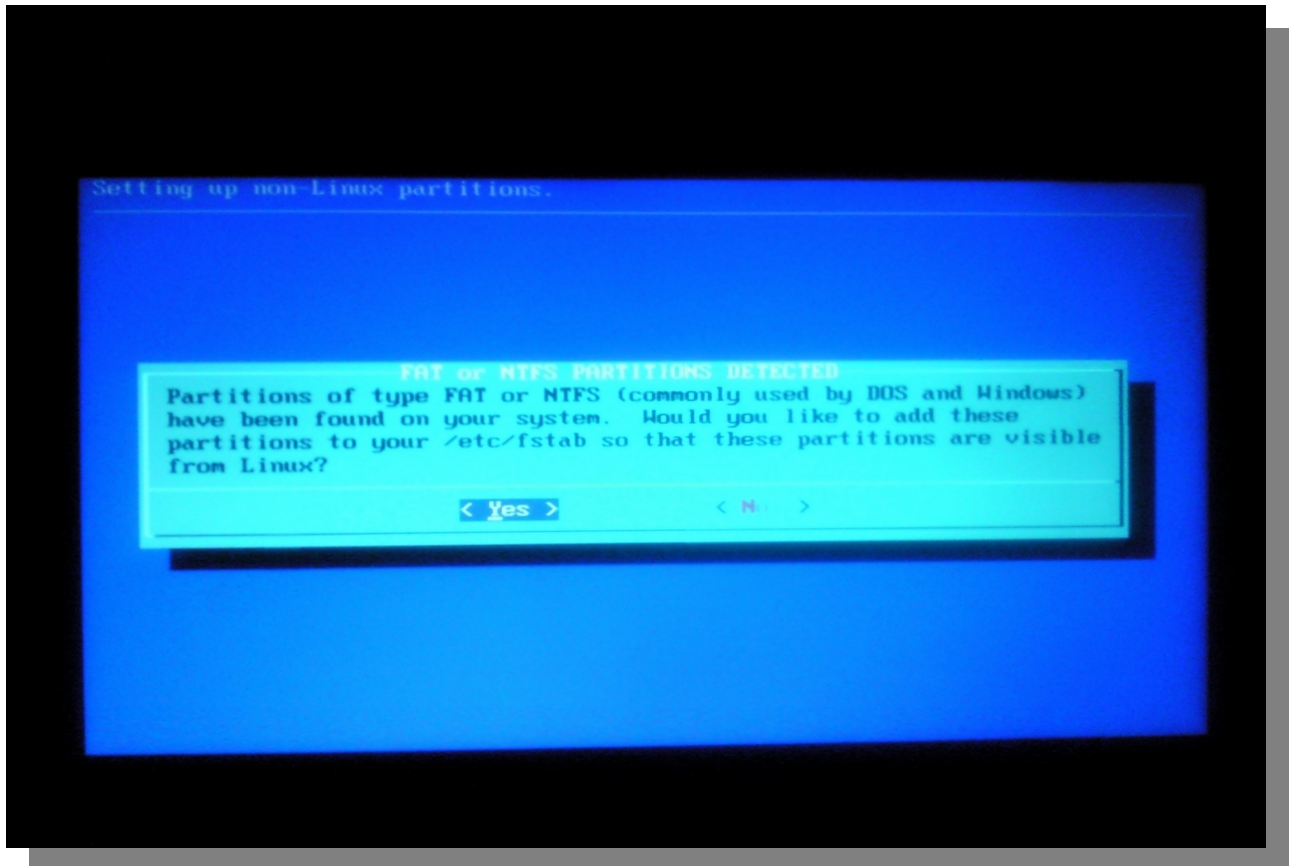 Setting up non-Linux partitions.
FAT or NTFS PARTITIONS DETECTED
Partitions of type FAT or NTFS (commonly used by DOS and Windows)
have been found on your system.  Would you like to add these
partitions to your /etc/fstab so that these partitions are visible
from Linux?
< Yes > < No >